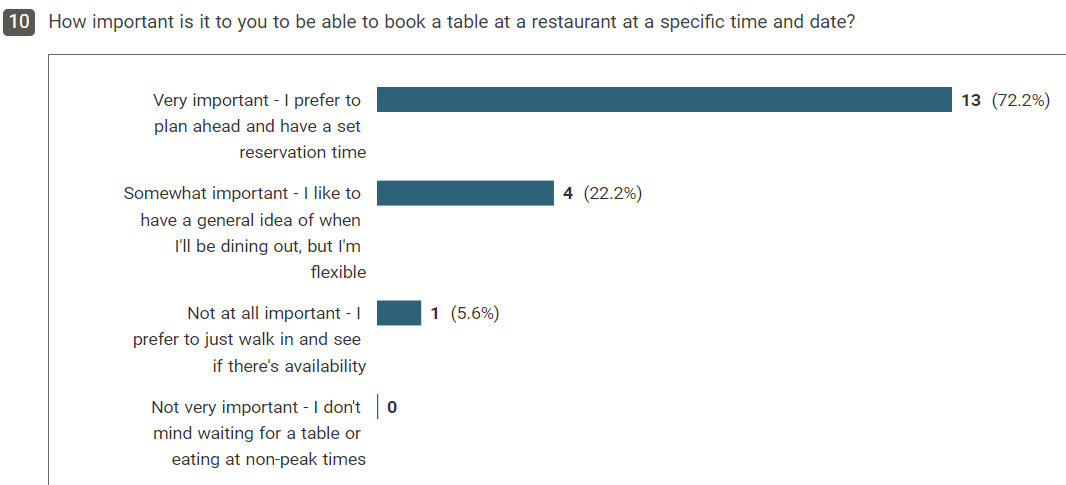 10 How important is it to you to be able to book a table at a restaurant at a specific time and date?
Very important - I prefer to
plan ahead and have a set
reservation time
13 (72.2%)
Somewhat important - I like to
have a general idea of when
I'll be dining out, but I'm
flexible
4 (22.2%)
Not at all important - I
prefer to just walk in and see
if there's availability
1 (5.6%)
Not very important - I don't
mind waiting for a table or
eating at non-peak times
0